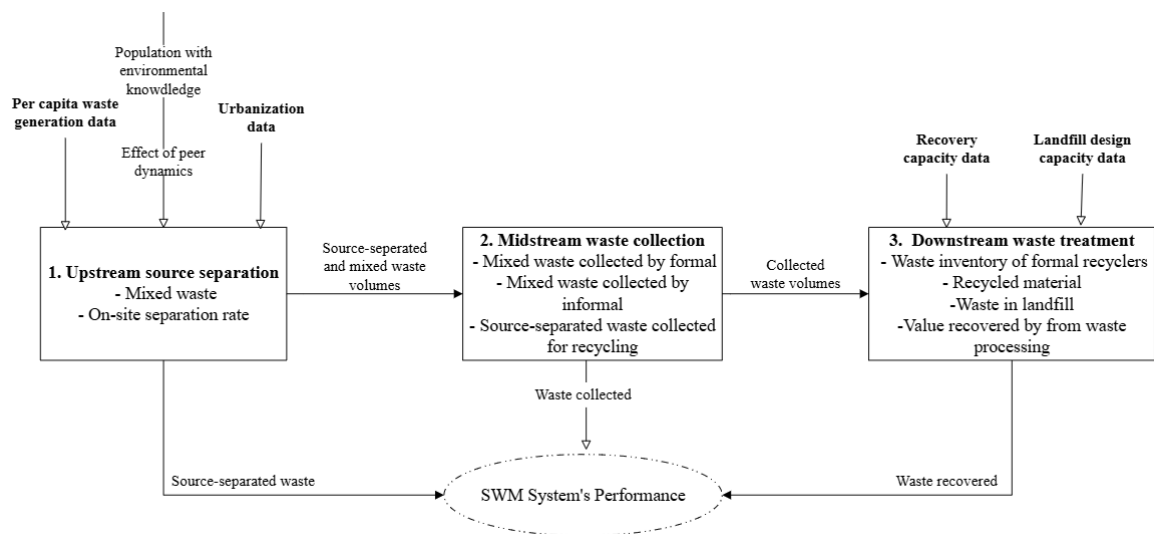 Population with
environmental
knowdledge
Per capita waste
generation data
Urbanization
data
Effect of peer
dynamics
Recovery
capacity data
Landfill design
capacity data
1. Upstream source separation
- Mixed waste
- On-site separation rate
Source-seperated
and mixed waste
volumes
2. Midstream waste collection
- Mixed waste collected by formal
- Mixed waste collected by
informal
- Source-separated waste collected
for recycling
Collected
waste volumes
3. Downstream waste treatment
- Waste inventory of formal recyclers
- Recycled material
-Waste in landfill
-Value recovered by from waste
processing
Waste collected
Source-separated waste
SWM System's Performance
Waste recovered